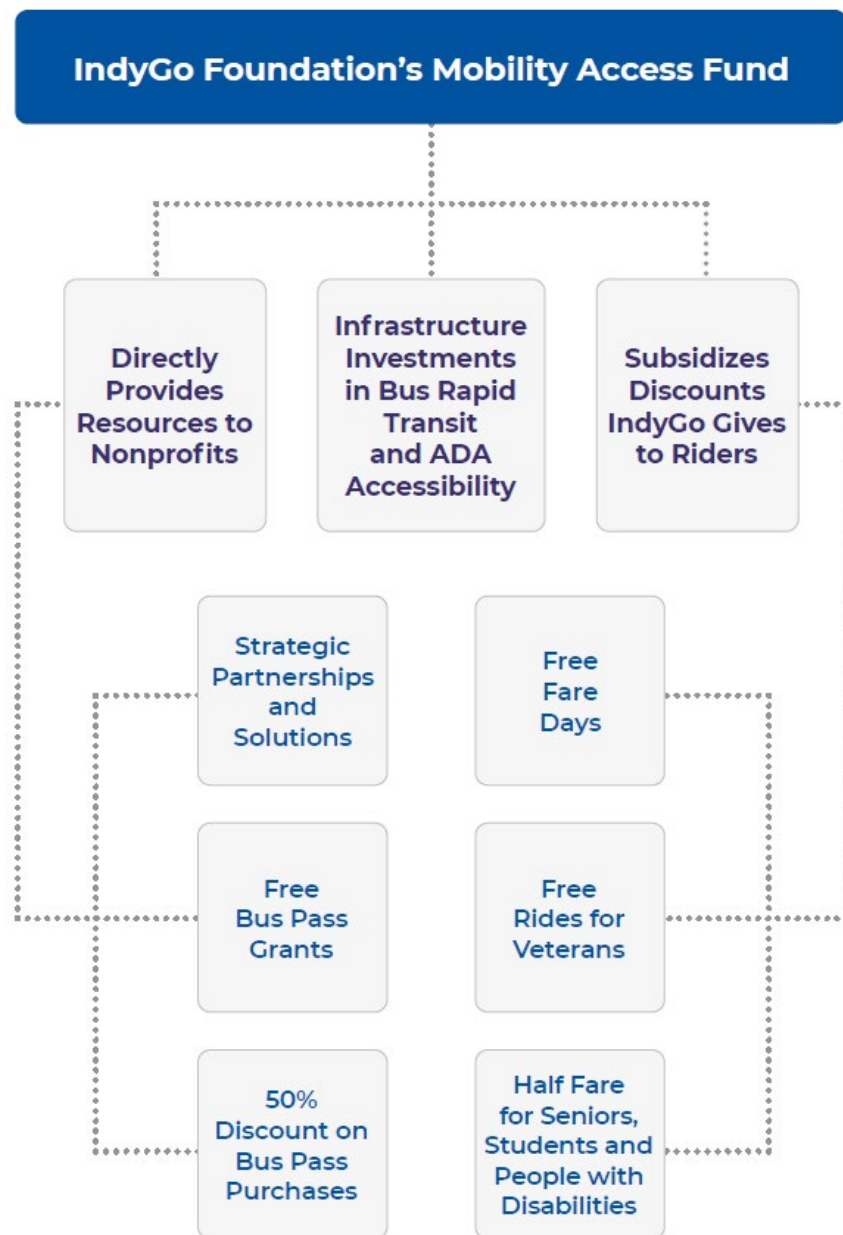 IndyGo Foundation's Mobility Access Fund
Directly
Provides
Resources to
Nonprofits
Infrastructure
Investments
in Bus Rapid
Transit
and ADA
Accessibility
Subsidizes
Discounts
IndyGo Gives
to Riders
Strategic
Partnerships
and
Solutions
Free
Fare
Days
Free
Bus Pass
Grants
Free
Rides for
Veterans
50%
Discount on
Bus Pass
Purchases
Half Fare
for Seniors,
Students and
People with
Disabilities